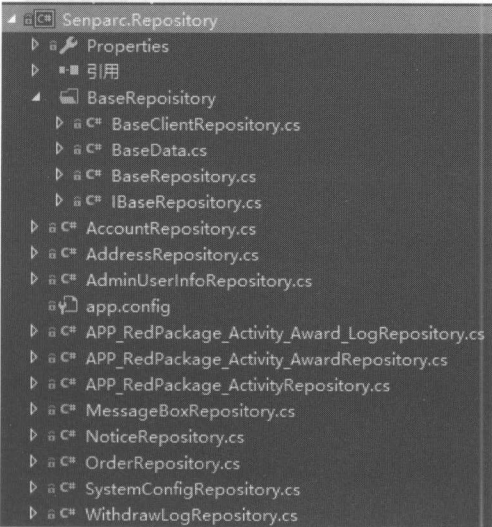 C# Senparc.Repository
Properties
引用
BaseRepoisitory
C# BaseClientRepository.cs
C# BaseData.cs
C# BaseRepository.cs
C# IBaseRepository.cs
C# AccountRepository.cs
C# AddressRepository.cs
C# AdminUserInfoRepository.cs
app.config
C# APP_RedPackage_Activity_Award_LogRepository.cs
C# APP_RedPackage_Activity_AwardRepository.cs
C# APP_RedPackage_ActivityRepository.cs
C# MessageBoxRepository.cs
C# NoticeRepository.cs
C# OrderRepository.cs
C# SystemConfigRepository.cs
C# WithdrawLogRepository.cs